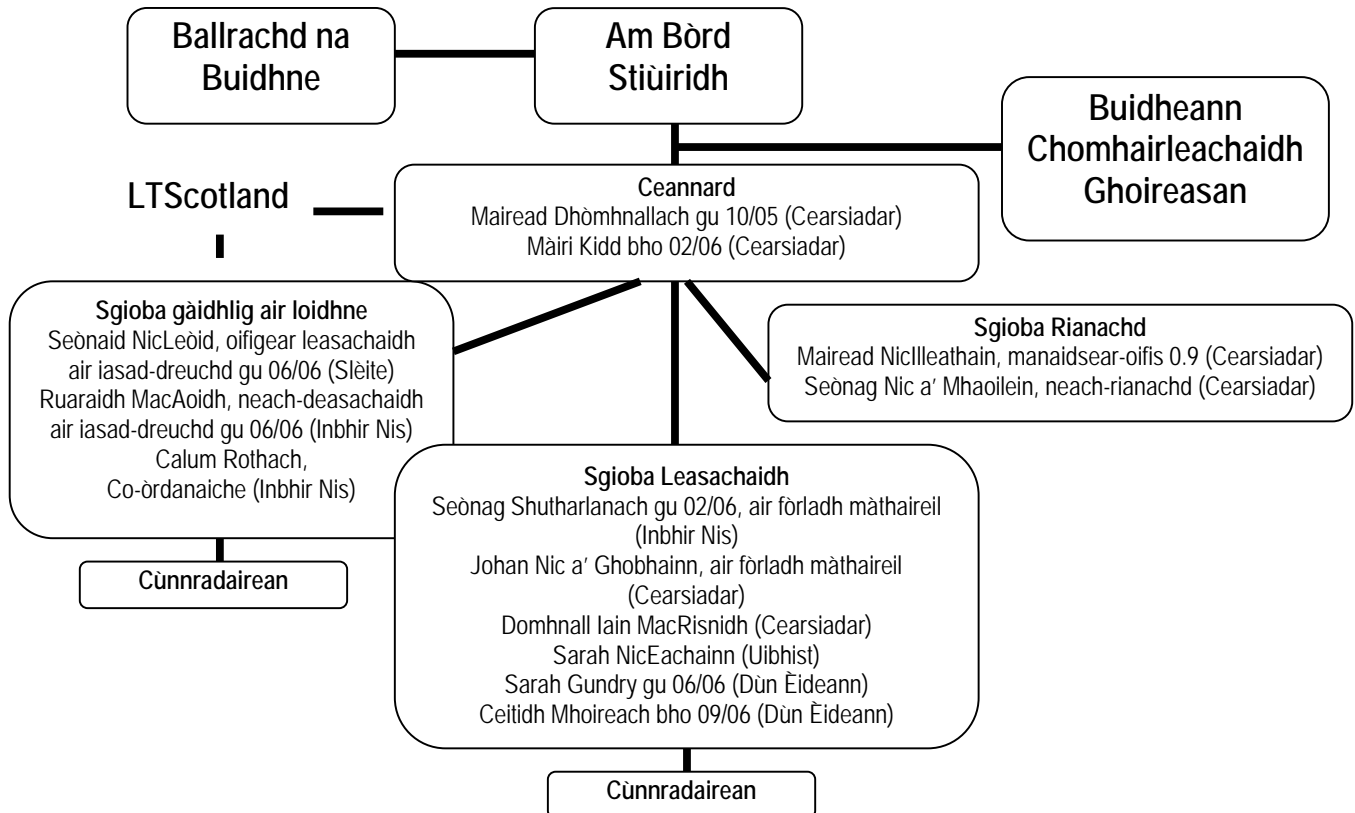 Ballrachd na
Buidhne
Am Bòrd
Stiùiridh
Buidheann
Chomhairleachaidh
Ghoireasan
LTScotland
Ceannard
Mairead Dhòmhnallach gu 10/05 (Cearsiadar)
Màiri Kidd bho 02/06 (Cearsiadar)
Sgioba gàidhlig air loidhne
Seònaid NicLeòid, oifigear leasachaidh
air iasad-dreuchd gu 06/06 (Slèite)
Ruaraidh MacAoidh, neach-deasachaidh
air iasad-dreuchd gu 06/06 (Inbhir Nis)
Calum Rothach,
Co-òrdanaiche (Inbhir Nis)
Sgioba Rianachd
Mairead NicIlleathain, manaidsear-oifis 0.9 (Cearsiadar)
Seònag Nic a' Mhaoilein, neach-rianachd (Cearsiadar)
Sgioba Leasachaidh
Seònag Shutharlanach gu 02/06, air fòrladh màthaireil
(Inbhir Nis)
Johan Nic a' Ghobhainn, air fòrladh màthaireil
(Cearsiadar)
Domhnall Iain MacRisnidh (Cearsiadar)
Sarah NicEachainn (Uibhist)
Sarah Gundry gu 06/06 (Dùn Èideann)
Ceitidh Mhoireach bho 09/06 (Dùn Èideann)
Cùnnradairean
Cùnnradairean